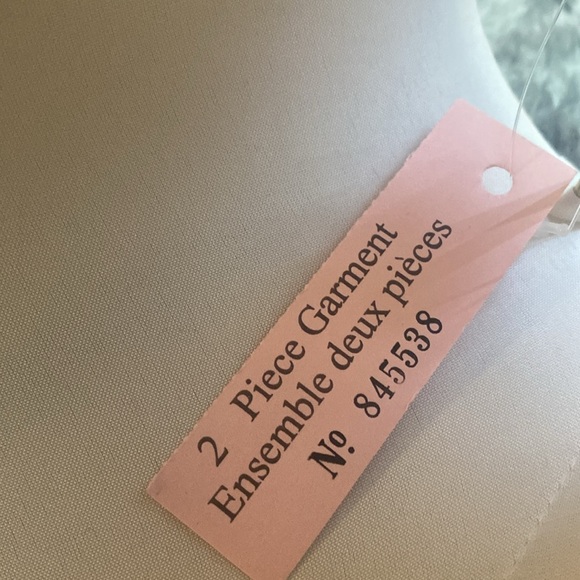 2 Piece Garment
Ensemble deux pièces
Nº 845538